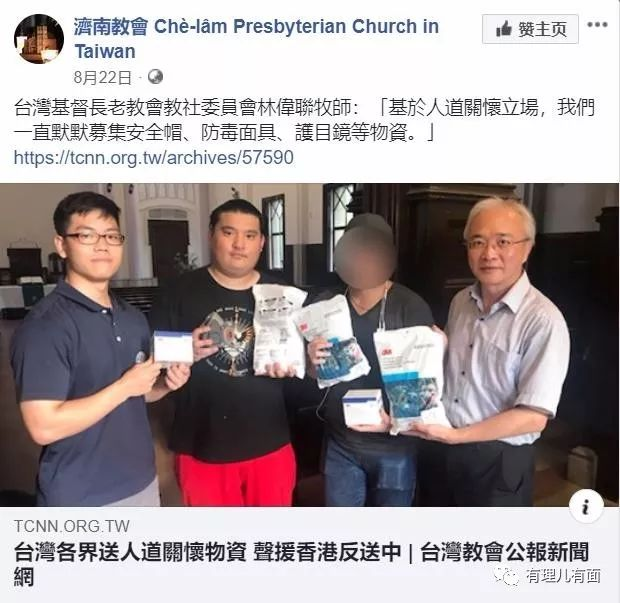 濟南教會 Chè-lâm Presbyterian Church in
Taiwan
8月22日 ·
赞主页
台灣基督長老教會教社委員會林偉聯牧師：「基於人道關懷立場，我們
一直默默募集安全帽、防毒面具、護目鏡等物資。」
https://tcnn.org.tw/archives/57590
3M
3M
TCNN.ORG.TW
台灣各界送人道關懷物資 聲援香港反送中 | 台灣教會公報新聞
網
有理儿有面